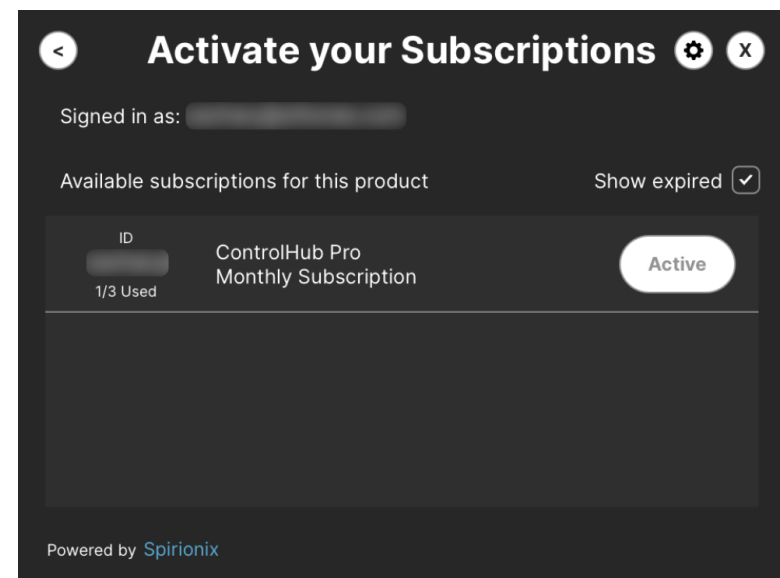 < Activate your Subscriptions X
Signed in as:
Available subscriptions for this product Show expired
ID
1/3 Used
ControlHub Pro
Monthly Subscription
Active
Powered by Spirionix